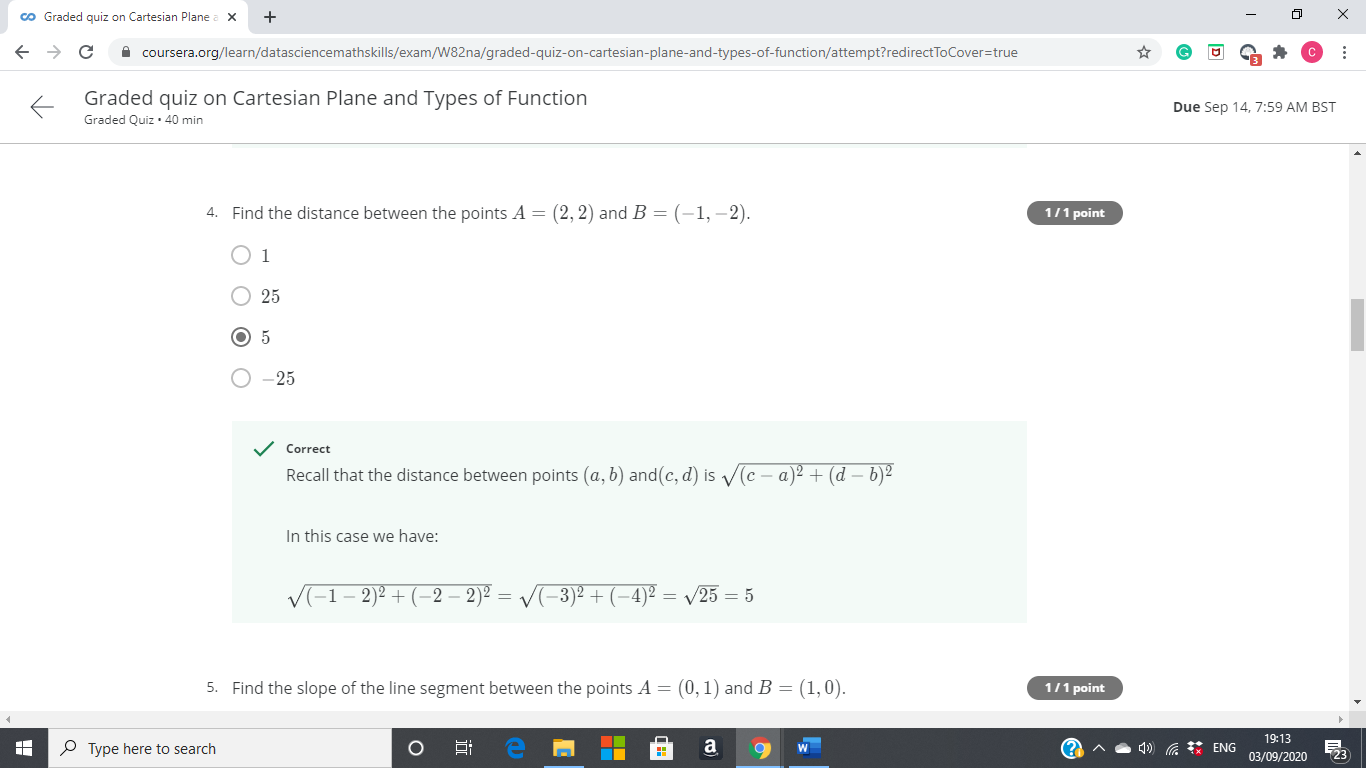 Graded quiz on Cartesian Plane a
coursera.org/learn/datasciencemathskills/exam/W82na/graded-quiz-on-cartesian-plane-and-types-of-function/attempt?redirectToCover=true
G
3
C
Graded quiz on Cartesian Plane and Types of Function
Graded Quiz • 40 min
Due Sep 14, 7:59 AM BST
4. Find the distance between the points A = (2, 2) and B = (−1, −2).
1 / 1 point
1
25
5
−25
Correct
Recall that the distance between points (a, b) and(c, d) is √(c − a)² + (d − b)²
In this case we have:
√(−1 − 2)² + (−2 − 2)² = √(−3)² + (−4)² = √25 = 5
5. Find the slope of the line segment between the points A = (0, 1) and B = (1, 0).
1 / 1 point
Type here to search
ENG
19:13
03/09/2020
23